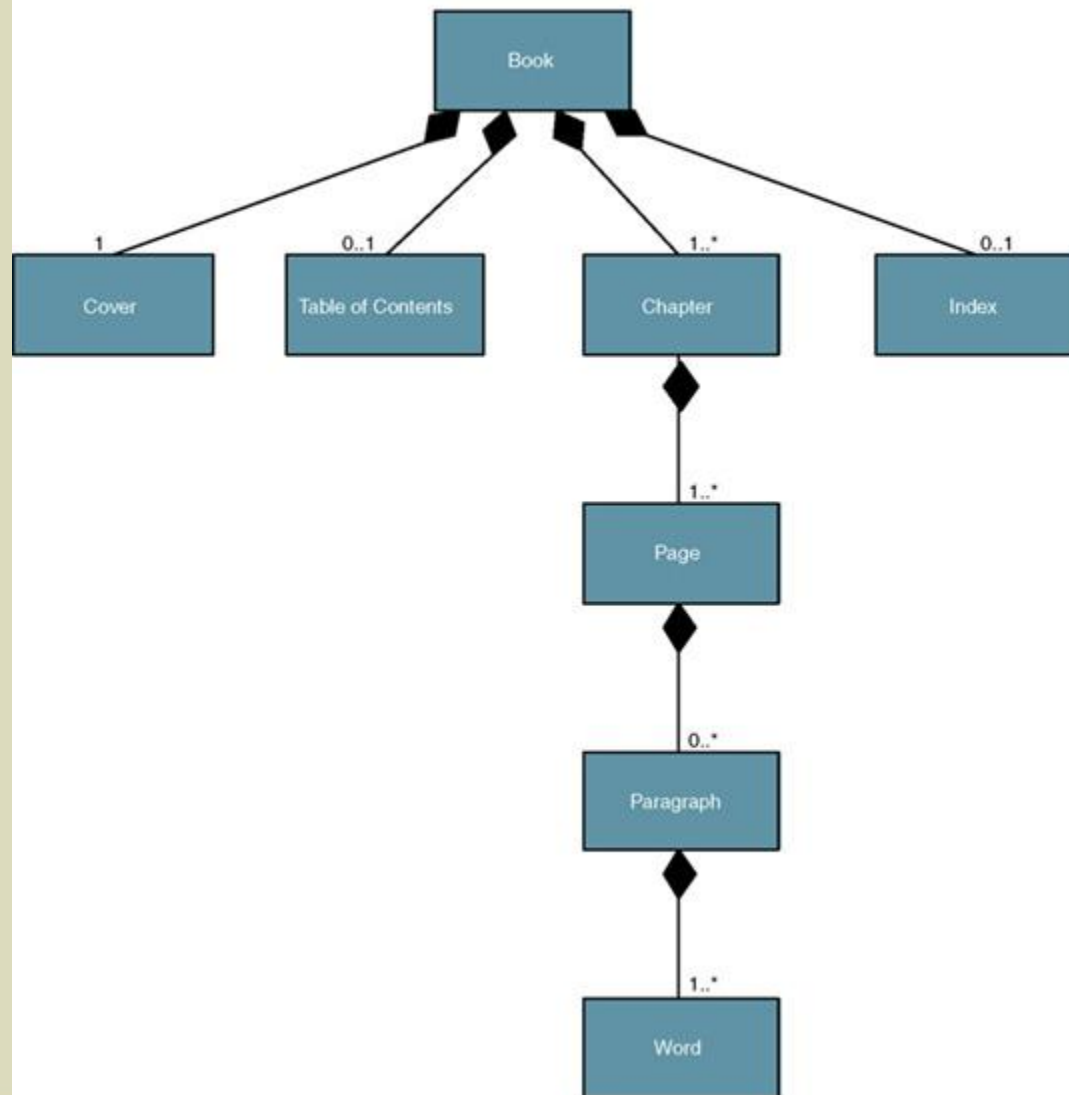 Book
1
0..1
1..*
0..1
Cover
Table of Contents
Chapter
Index
1..*
Page
0..*
Paragraph
1..*
Word